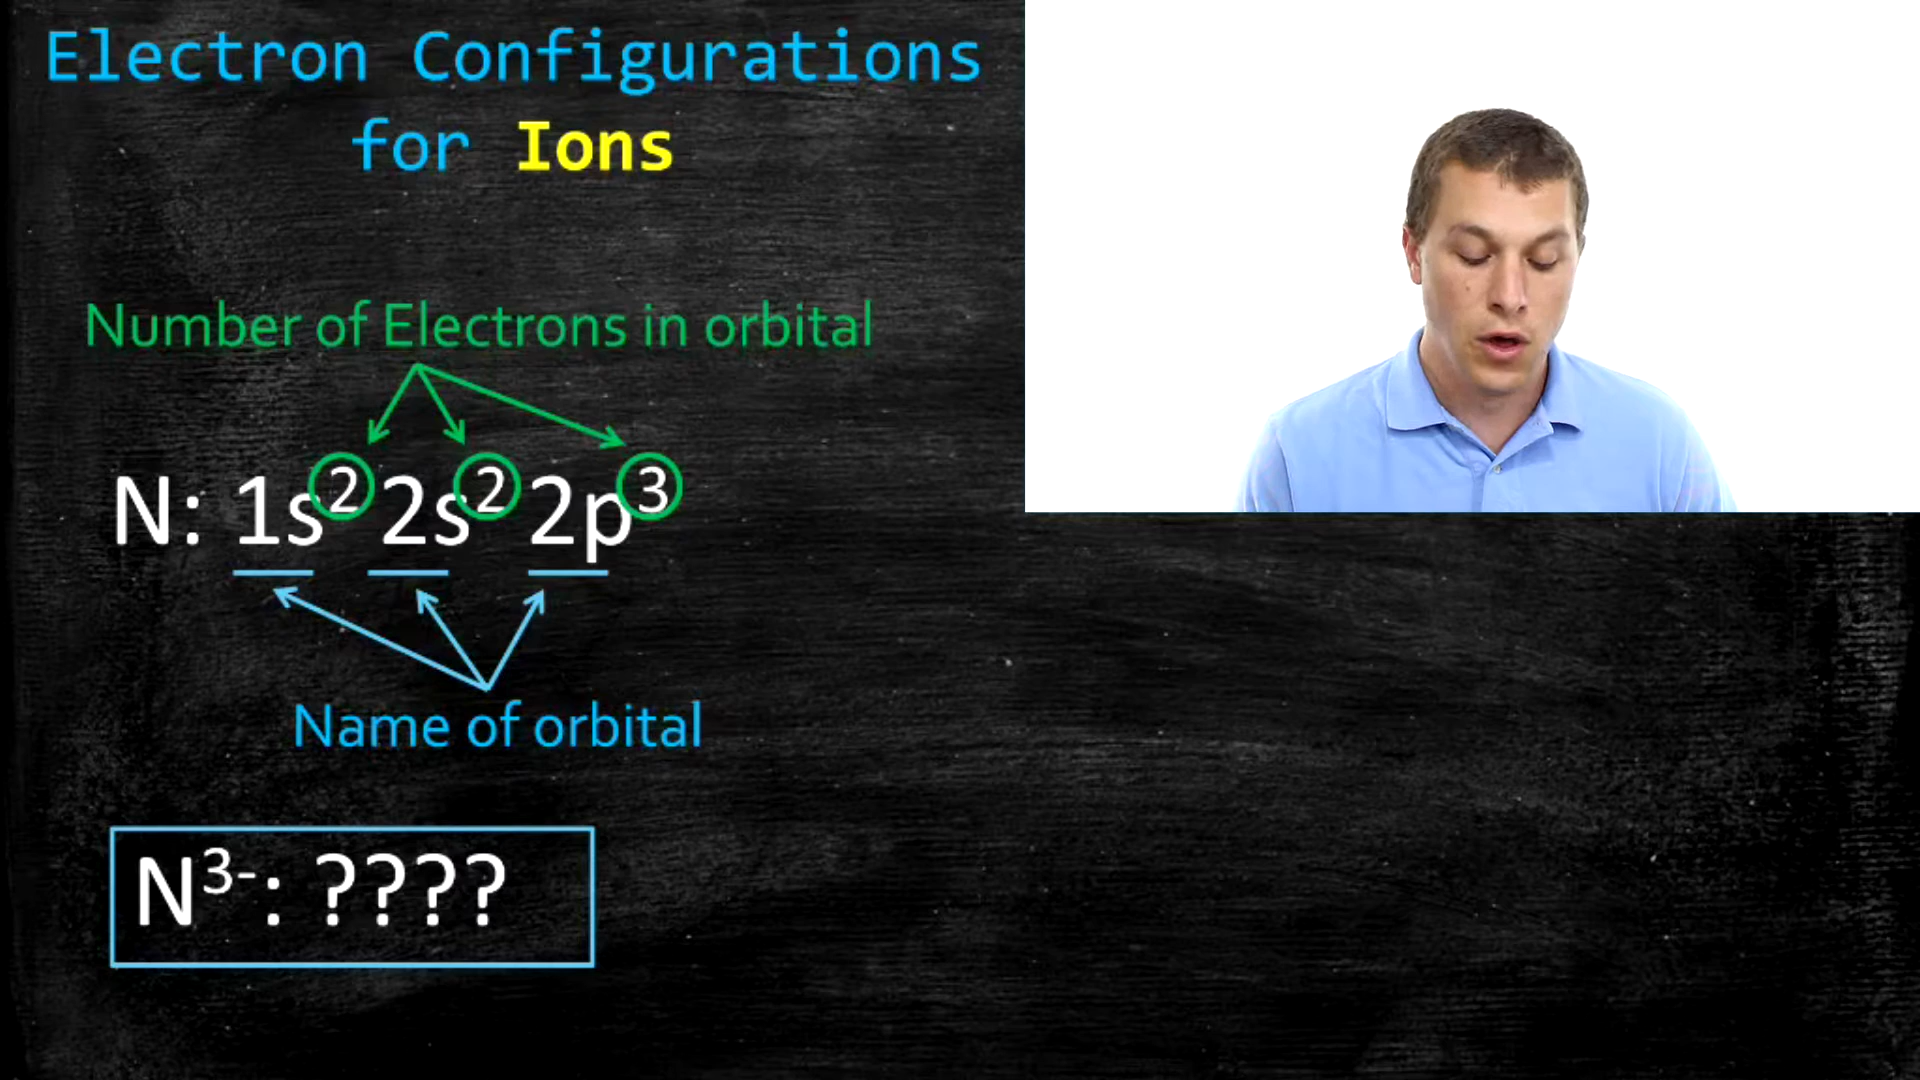 Electron Configurations
for Ions
Number of Electrons in orbital
N: 1s² 2s² 2p³
Name of orbital
N³⁻: ????